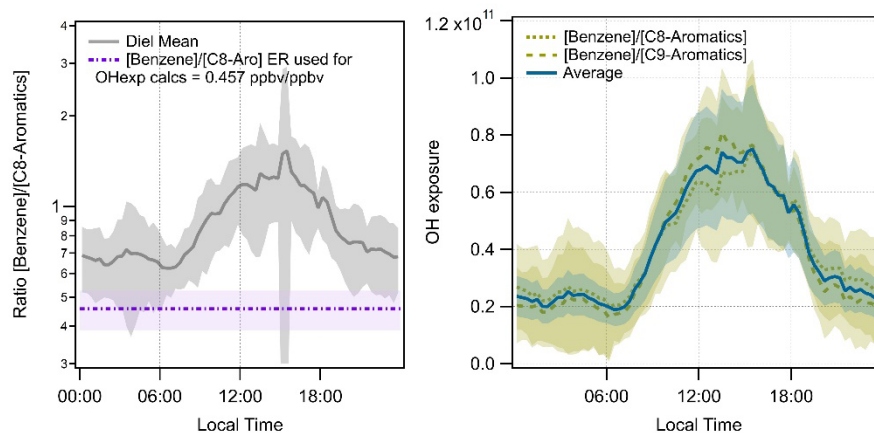 Ratio [Benzene]/[C8-Aromatics]
4
3
2
1
9
8
7
6
5
4
3
Diel Mean
[Benzene]/[C8-Aro] ER used for
OHexp calcs = 0.457 ppbv/ppbv
00:00 06:00 12:00 18:00
Local Time
OH exposure
1.2 x10¹¹
1.0
0.8
0.6
0.4
0.2
0.0
[Benzene]/[C8-Aromatics]
[Benzene]/[C9-Aromatics]
Average
06:00 12:00 18:00
Local Time